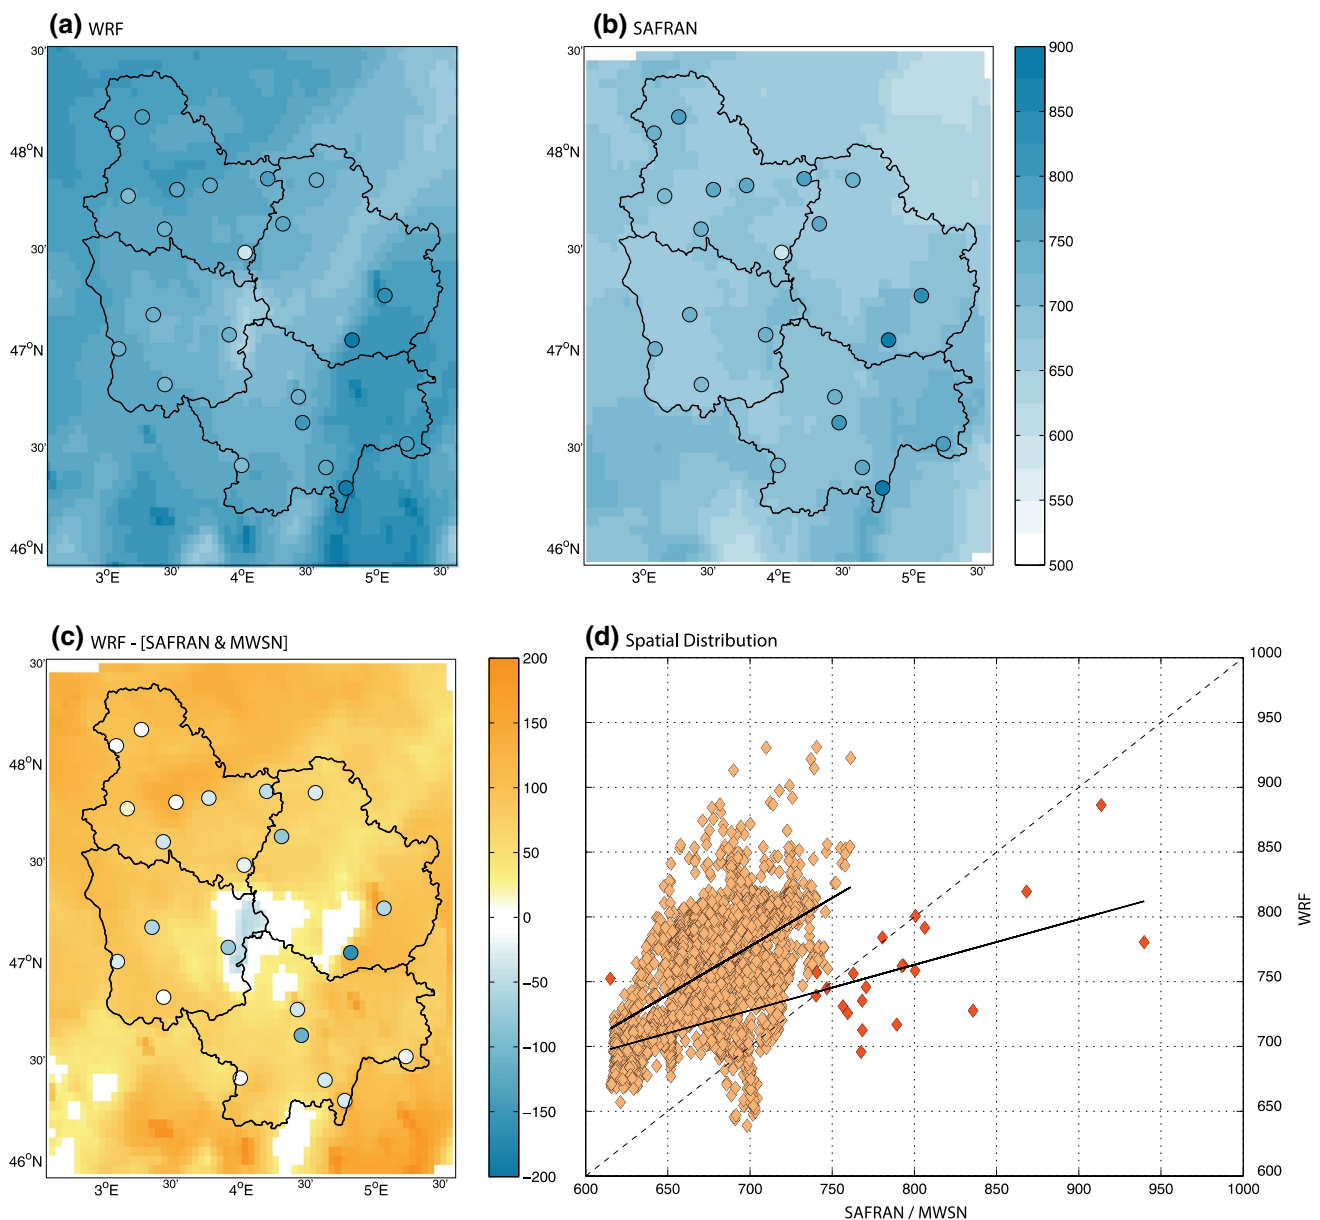 (a) WRF
(b) SAFRAN
30'
48°N
30'
47°N
30'
46°N
3°E
30'
4°E
30'
5°E
30'
30'
48°N
30'
47°N
30'
46°N
3°E
30'
4°E
30'
5°E
30'
900
850
800
750
700
650
600
550
500
(c) WRF - [SAFRAN & MWSN]
(d) Spatial Distribution
30'
48°N
30'
47°N
30'
46°N
3°E
30'
4°E
30'
5°E
30'
200
150
100
50
0
−50
−100
−150
−200
1000
950
900
850
800
750
700
650
600
WRF
600
650
700
750
800
850
900
950
1000
SAFRAN / MWSN